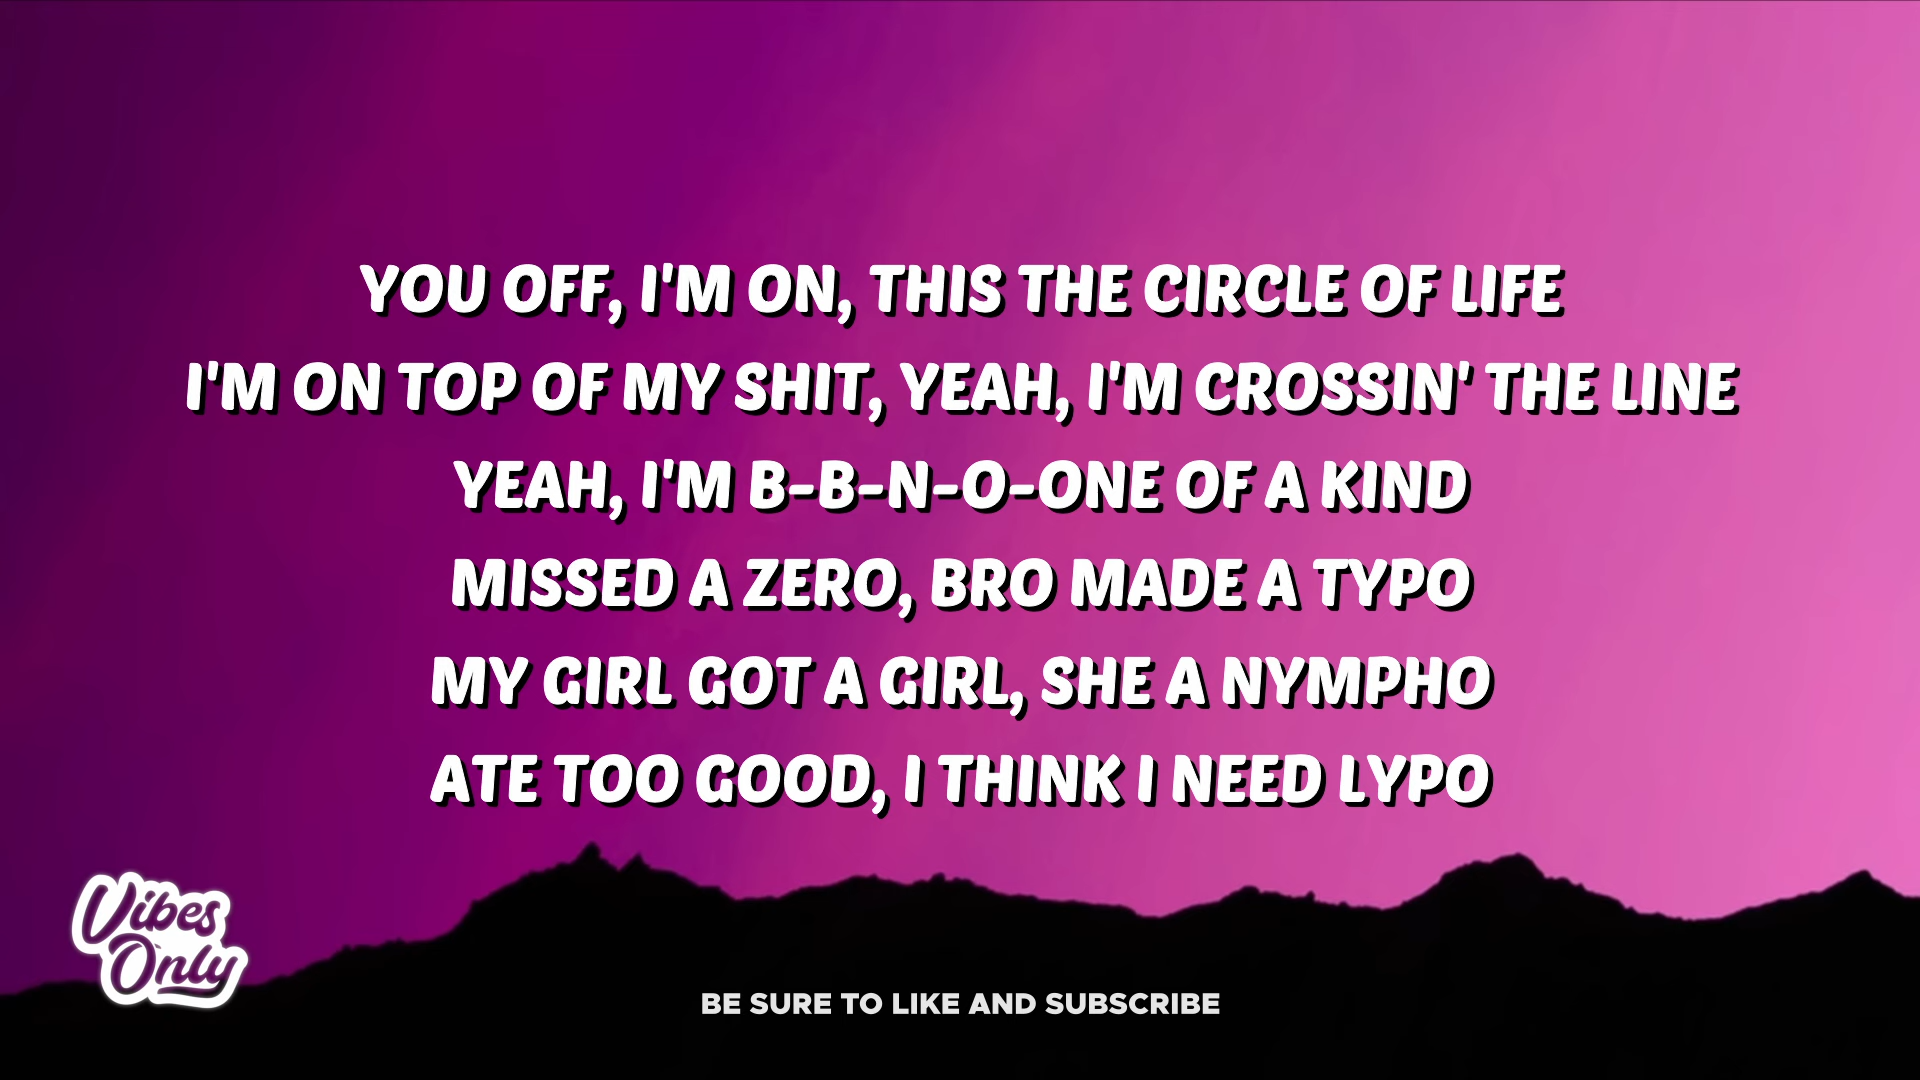 YOU OFF, I'M ON, THIS THE CIRCLE OF LIFE
I'M ON TOP OF MY SHIT, YEAH, I'M CROSSIN' THE LINE
YEAH, I'M B-B-N-O-ONE OF A KIND
MISSED A ZERO, BRO MADE A TYPO
MY GIRL GOT A GIRL, SHE A NYMPHO
ATE TOO GOOD, I THINK I NEED LYPO
Vibes
Only
BE SURE TO LIKE AND SUBSCRIBE